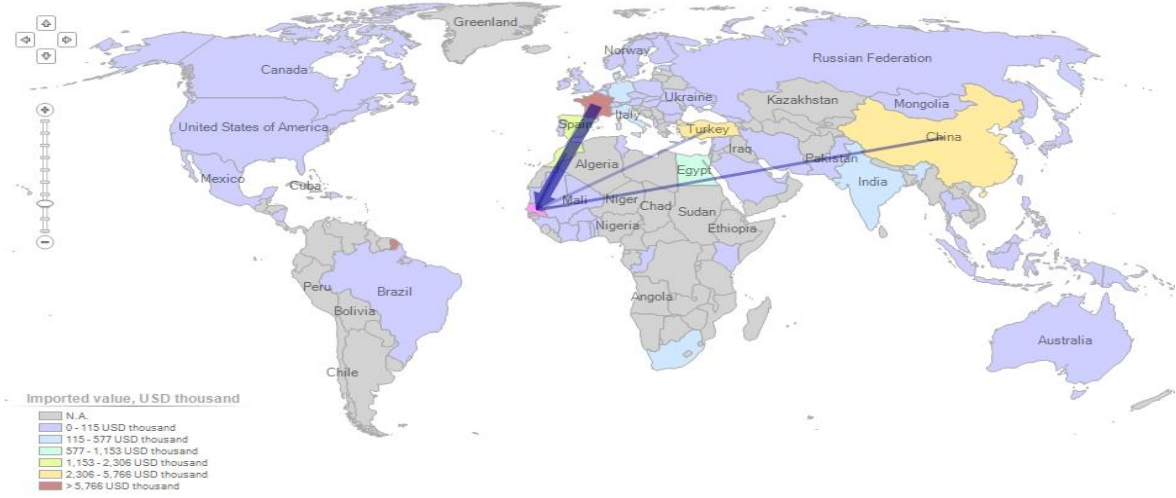 Greenland
Norway
Canada
Russian Federation
Ukraine
Kazakhstan
Mongolia
United States of America
Spain
Italy
Turkey
China
Iraq
Algeria
Pakistan
Mexico
Cuba
Egypt
India
Mali
Niger
Chad
Sudan
Nigeria
Ethiopia
Peru
Brazil
Angola
Bolivia
Australia
Chile
Imported value, USD thousand
N.A.
0 - 115 USD thousand
115 - 577 USD thousand
577 - 1,153 USD thousand
1,153 - 2,306 USD thousand
2,306 - 5,766 USD thousand
> 5,766 USD thousand